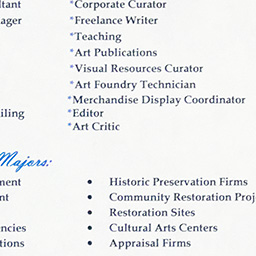 ltant *Corporate Curator
ager *Freelance Writer
*Teaching
*Art Publications
*Visual Resources Curator
*Art Foundry Technician
*Merchandise Display Coordinator
iling *Editor
*Art Critic
Majors:
ment • Historic Preservation Firms
nt • Community Restoration Proj
• Restoration Sites
ncies • Cultural Arts Centers
tions • Appraisal Firms